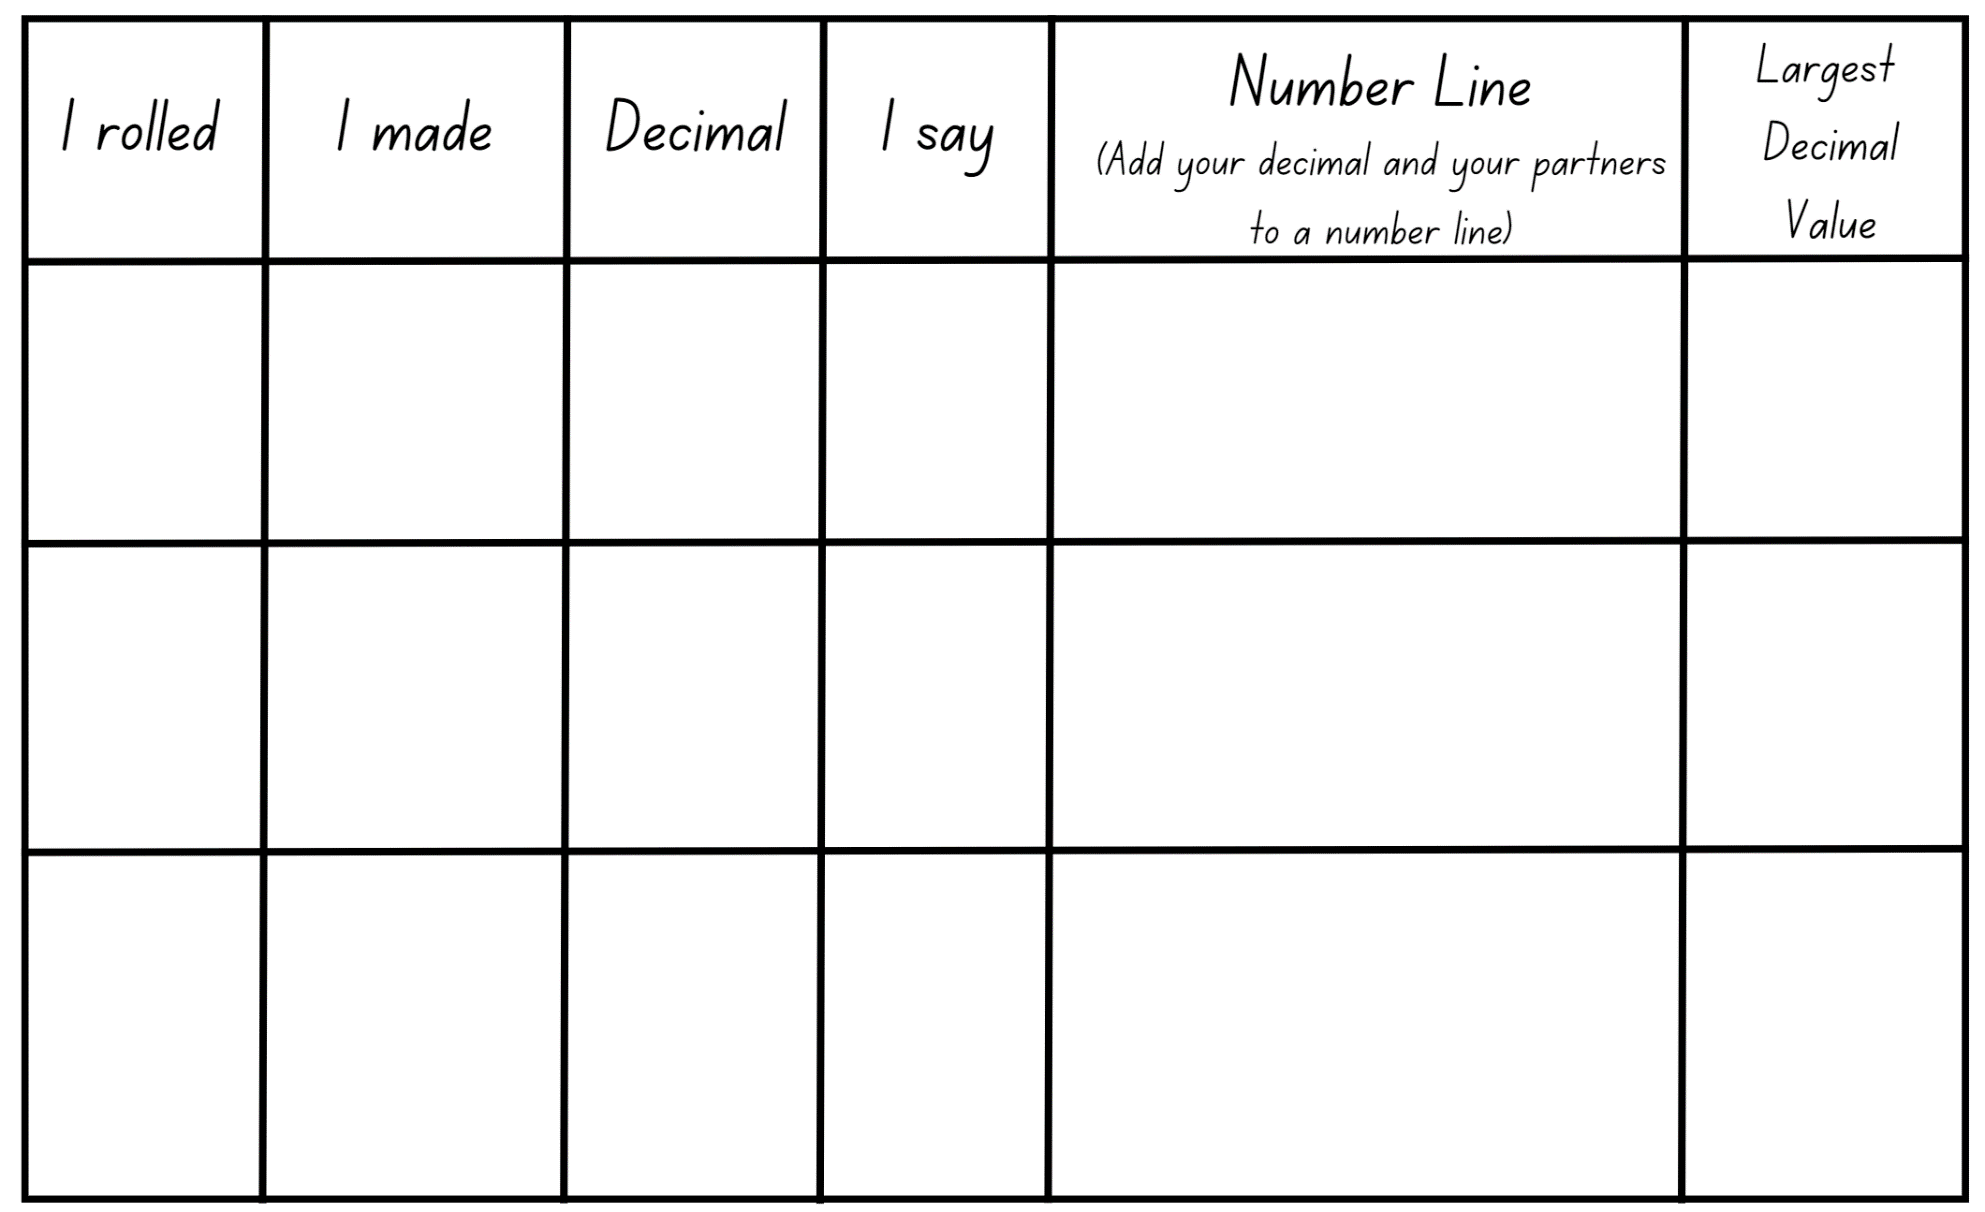 I rolled
I made
Decimal
I say
Number Line
(Add your decimal and your partners
to a number line)
Largest
Decimal
Value